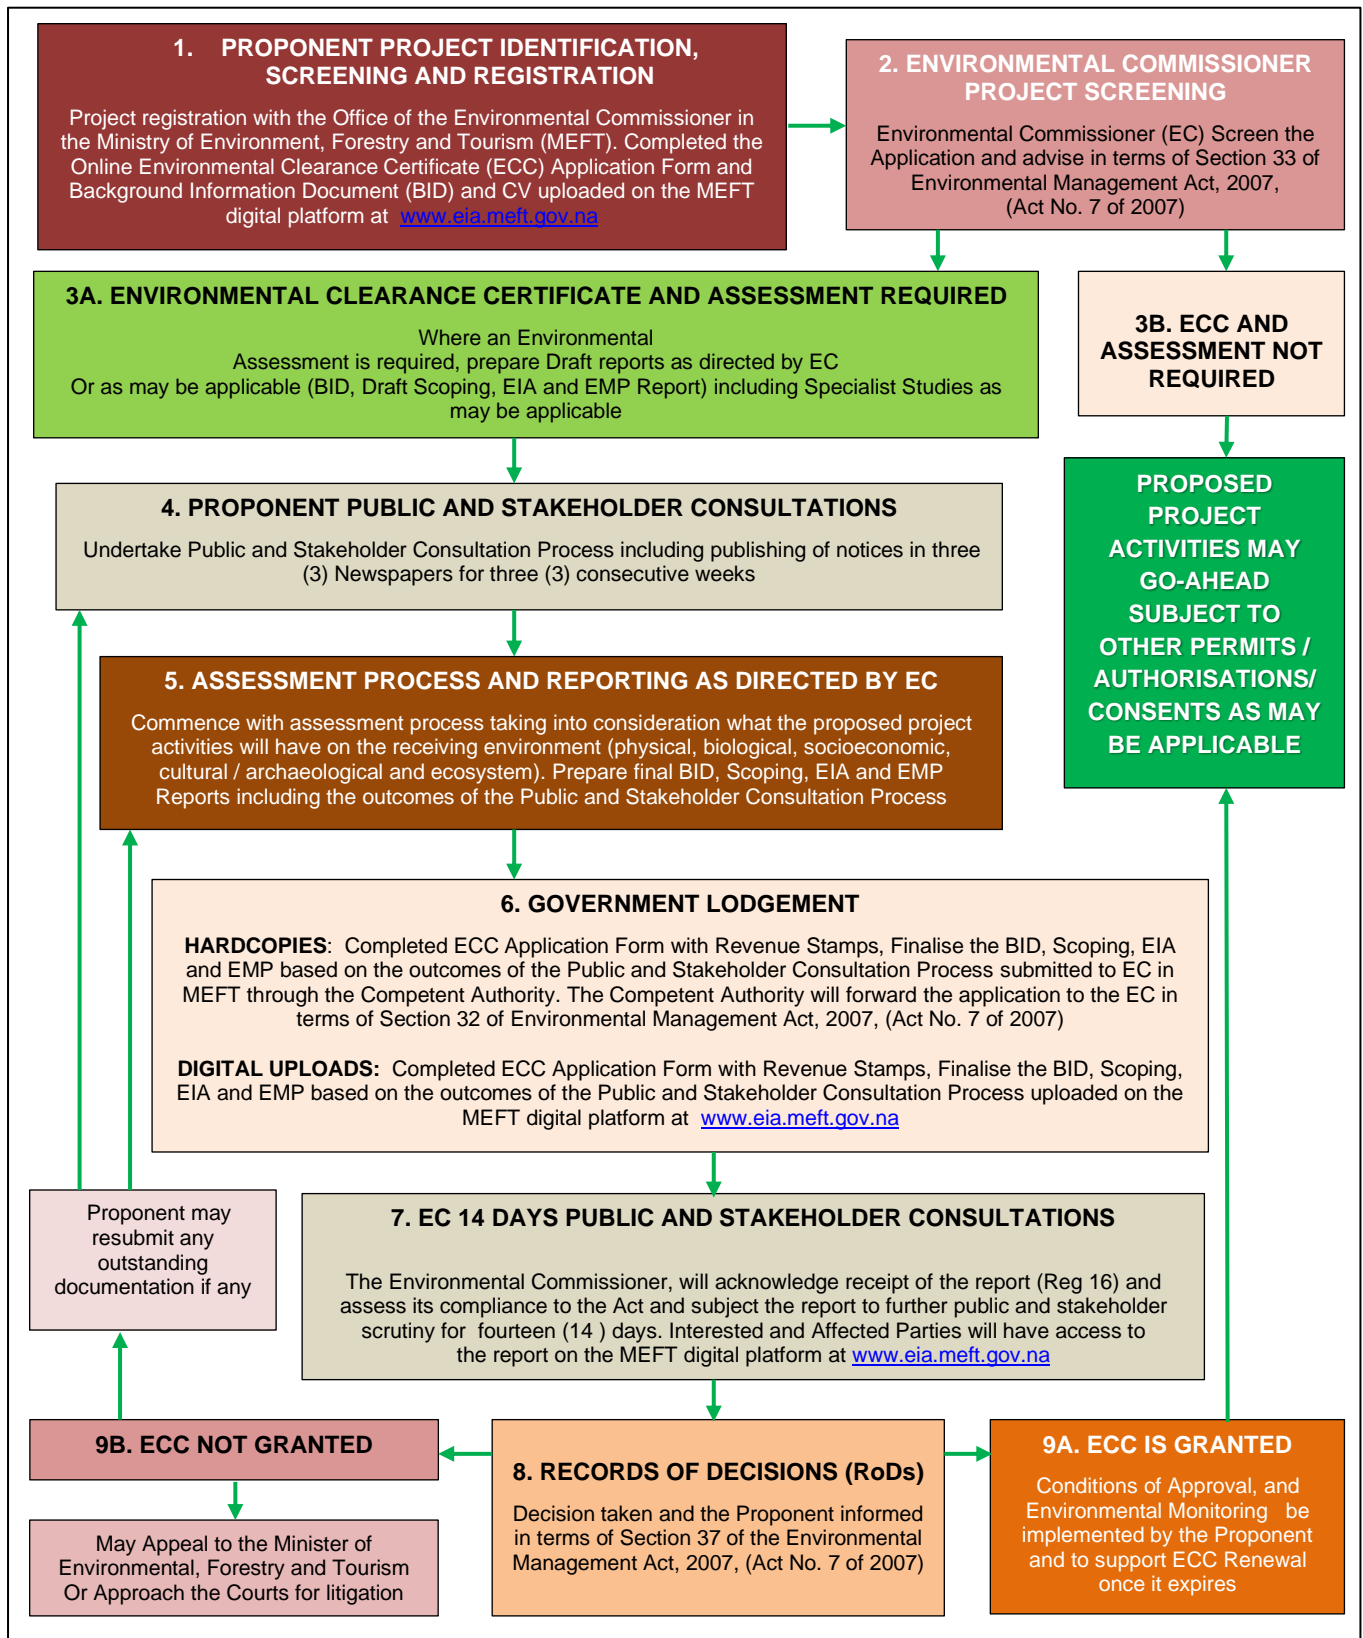 1. PROPONENT PROJECT IDENTIFICATION,
SCREENING AND REGISTRATION
Project registration with the Office of the Environmental Commissioner in
the Ministry of Environment, Forestry and Tourism (MEFT). Completed the
Online Environmental Clearance Certificate (ECC) Application Form and
Background Information Document (BID) and CV uploaded on the MEFT
digital platform at www.eia.meft.gov.na
2. ENVIRONMENTAL COMMISSIONER
PROJECT SCREENING
Environmental Commissioner (EC) Screen the
Application and advise in terms of Section 33 of
Environmental Management Act, 2007,
(Act No. 7 of 2007)
3A. ENVIRONMENTAL CLEARANCE CERTIFICATE AND ASSESSMENT REQUIRED
Where an Environmental
Assessment is required, prepare Draft reports as directed by EC
Or as may be applicable (BID, Draft Scoping, EIA and EMP Report) including Specialist Studies as
may be applicable
3B. ECC AND
ASSESSMENT NOT
REQUIRED
4. PROPONENT PUBLIC AND STAKEHOLDER CONSULTATIONS
Undertake Public and Stakeholder Consultation Process including publishing of notices in three
(3) Newspapers for three (3) consecutive weeks
PROPOSED
PROJECT
ACTIVITIES MAY
GO-AHEAD
SUBJECT TO
OTHER PERMITS /
AUTHORISATIONS/
CONSENTS AS MAY
BE APPLICABLE
5. ASSESSMENT PROCESS AND REPORTING AS DIRECTED BY EC
Commence with assessment process taking into consideration what the proposed project
activities will have on the receiving environment (physical, biological, socioeconomic,
cultural / archaeological and ecosystem). Prepare final BID, Scoping, EIA and EMP
Reports including the outcomes of the Public and Stakeholder Consultation Process
6. GOVERNMENT LODGEMENT
HARDCOPIES: Completed ECC Application Form with Revenue Stamps, Finalise the BID, Scoping, EIA
and EMP based on the outcomes of the Public and Stakeholder Consultation Process submitted to EC in
MEFT through the Competent Authority. The Competent Authority will forward the application to the EC in
terms of Section 32 of Environmental Management Act, 2007, (Act No. 7 of 2007)
DIGITAL UPLOADS: Completed ECC Application Form with Revenue Stamps, Finalise the BID, Scoping,
EIA and EMP based on the outcomes of the Public and Stakeholder Consultation Process uploaded on the
MEFT digital platform at www.eia.meft.gov.na
Proponent may
resubmit any
outstanding
documentation if any
7. EC 14 DAYS PUBLIC AND STAKEHOLDER CONSULTATIONS
The Environmental Commissioner, will acknowledge receipt of the report (Reg 16) and
assess its compliance to the Act and subject the report to further public and stakeholder
scrutiny for fourteen (14 ) days. Interested and Affected Parties will have access to
the report on the MEFT digital platform at www.eia.meft.gov.na
9B. ECC NOT GRANTED
May Appeal to the Minister of
Environmental, Forestry and Tourism
Or Approach the Courts for litigation
8. RECORDS OF DECISIONS (RoDs)
Decision taken and the Proponent informed
in terms of Section 37 of the Environmental
Management Act, 2007, (Act No. 7 of 2007)
9A. ECC IS GRANTED
Conditions of Approval, and
Environmental Monitoring be
implemented by the Proponent
and to support ECC Renewal
once it expires